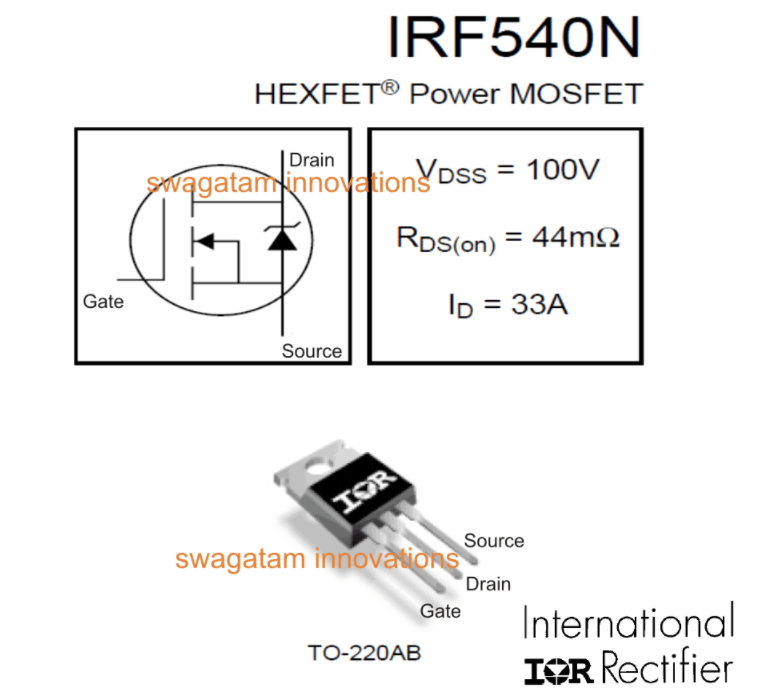 IRF540N
HEXFET® Power MOSFET
Drain
swagatam innovations
Gate
Source
VDSS = 100V
RDS(on) = 44mΩ
ID = 33A
IOR
swagatam innovations
Source
Drain
Gate
TO-220AB
International
IOR Rectifier